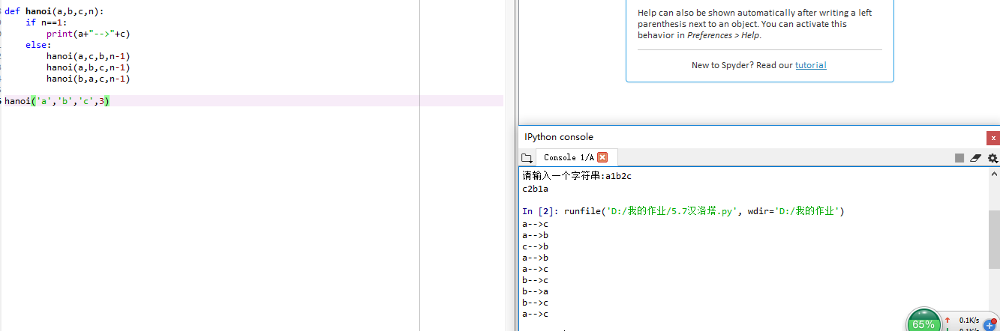 def hanoi(a,b,c,n):
    if n==1:
        print(a+"-->"+c)
    else:
        hanoi(a,c,b,n-1)
        hanoi(a,b,c,n-1)
        hanoi(b,a,c,n-1)
hanoi('a','b','c',3)
Help can also be shown automatically after writing a left
parenthesis next to an object. You can activate this
behavior in Preferences > Help.
New to Spyder? Read our tutorial
IPython console
Console 1/A
请输入一个字符串:a1b2c
c2b1a
In [2]: runfile('D:/我的作业/5.7汉洛塔.py', wdir='D:/我的作业')
a-->c
a-->b
c-->b
a-->b
a-->c
b-->c
b-->a
b-->c
a-->c
65%
0.1K/s